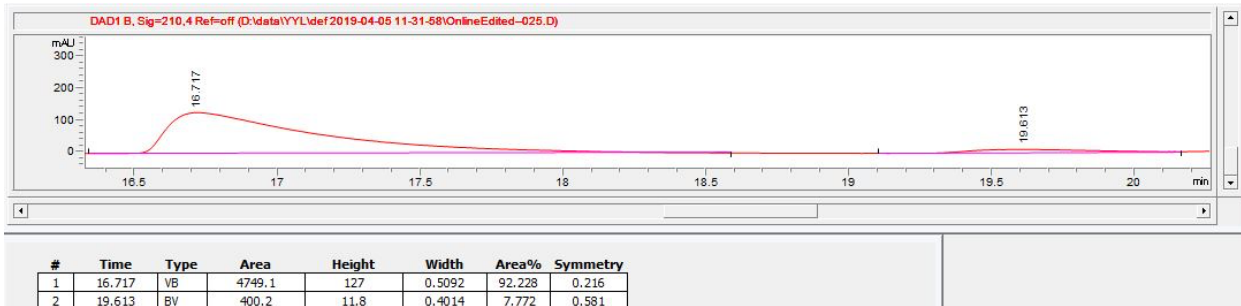 DAD1 B, Sig=210,4 Ref=off (D:\data\YYL\def 2019-04-05 11-31-58\OnlineEdited--025.D)
mAU
300
200
100
0
16.717
19.613
16.5 17 17.5 18 18.5 19 19.5 20 min
# Time Type Area Height Width Area% Symmetry
1 16.717 VB 4749.1 127 0.5092 92.228 0.216
2 19.613 BV 400.2 11.8 0.4014 7.772 0.581